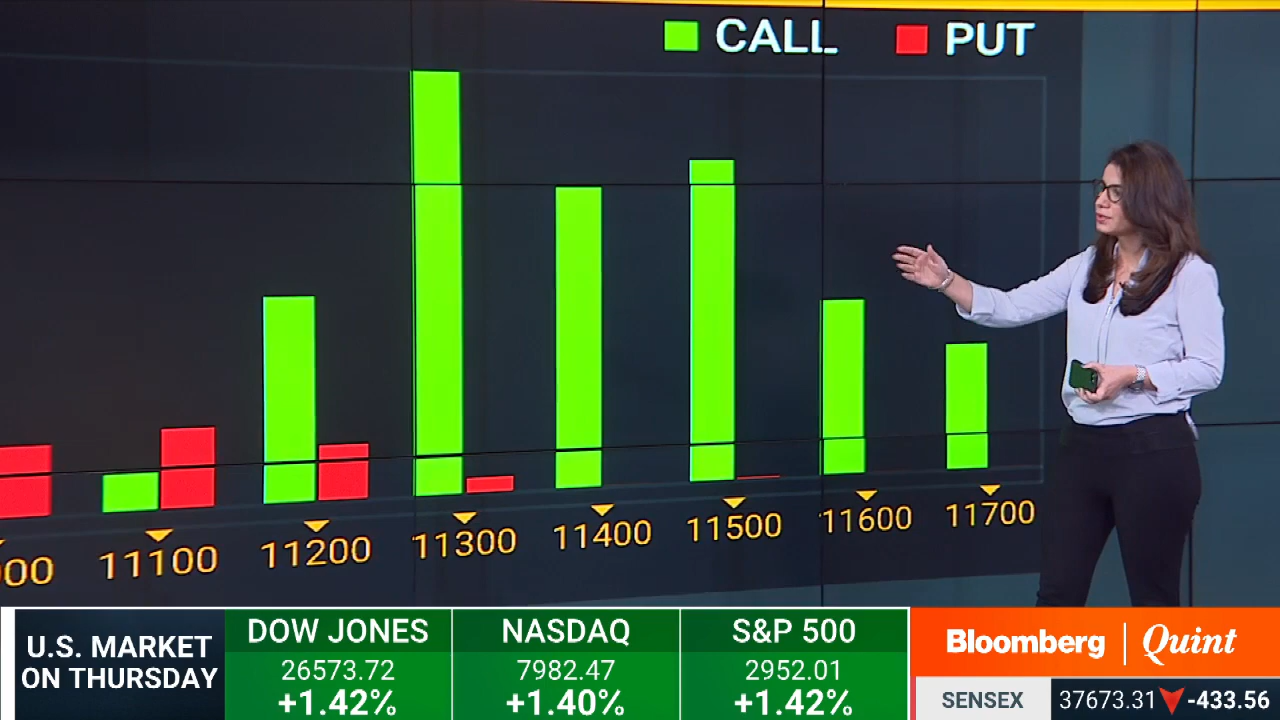 CALL PUT
00
11100 11200 11300 11400 11500 11600 11700
U.S. MARKET
ON THURSDAY
DOW JONES
26573.72
+1.42%
NASDAQ
7982.47
+1.40%
S&P 500
2952.01
+1.42%
Bloomberg | Quint
SENSEX 37673.31 -433.56